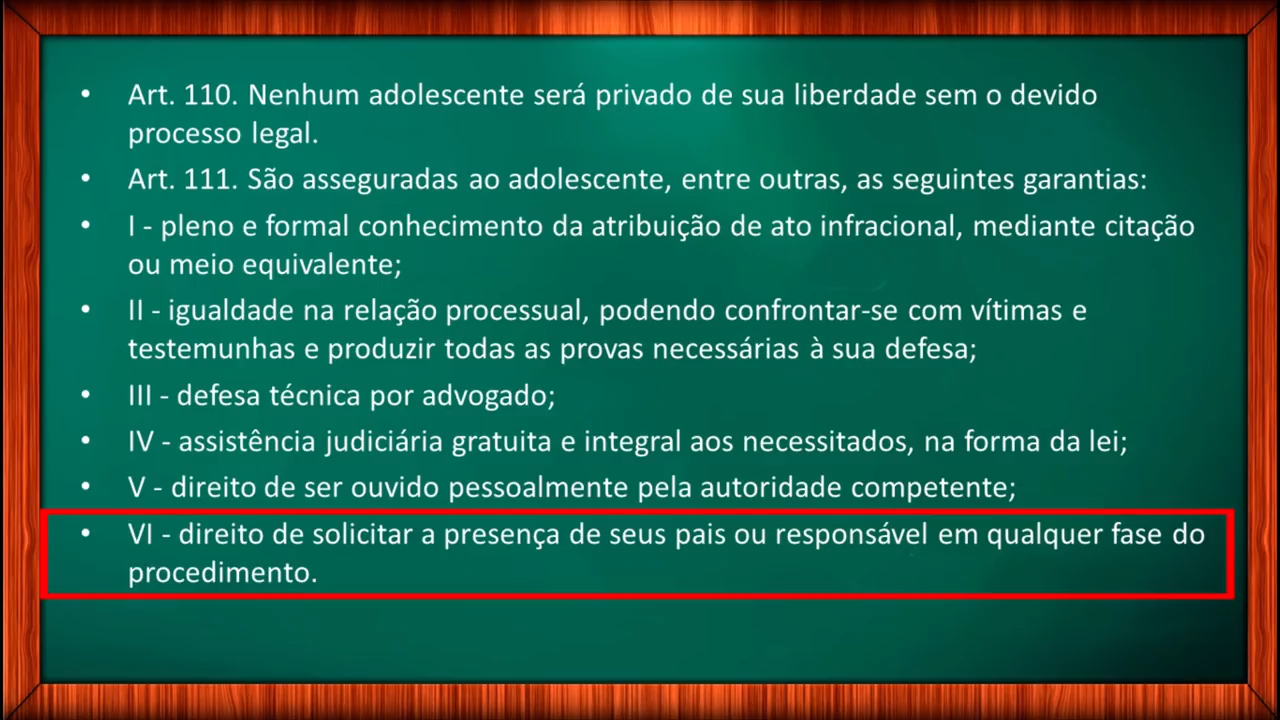 • Art. 110. Nenhum adolescente será privado de sua liberdade sem o devido
processo legal.
• Art. 111. São asseguradas ao adolescente, entre outras, as seguintes garantias:
• I - pleno e formal conhecimento da atribuição de ato infracional, mediante citação
ou meio equivalente;
• II - igualdade na relação processual, podendo confrontar-se com vítimas e
testemunhas e produzir todas as provas necessárias à sua defesa;
• III - defesa técnica por advogado;
• IV - assistência judiciária gratuita e integral aos necessitados, na forma da lei;
• V - direito de ser ouvido pessoalmente pela autoridade competente;
• VI - direito de solicitar a presença de seus pais ou responsável em qualquer fase do
procedimento.